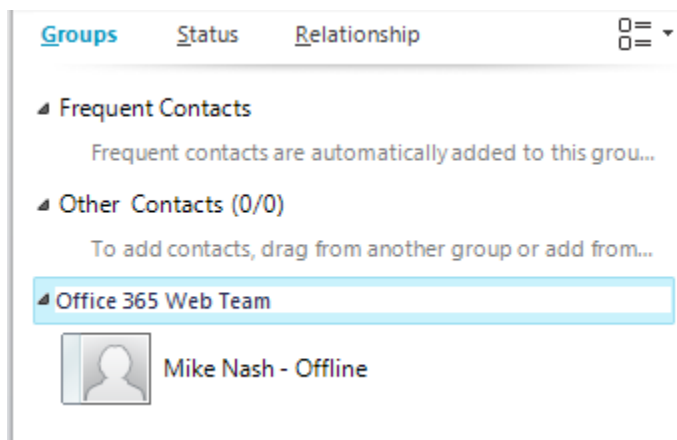 Groups Status Relationship
Frequent Contacts
Frequent contacts are automatically added to this grou...
Other Contacts (0/0)
To add contacts, drag from another group or add from...
Office 365 Web Team
Mike Nash - Offline